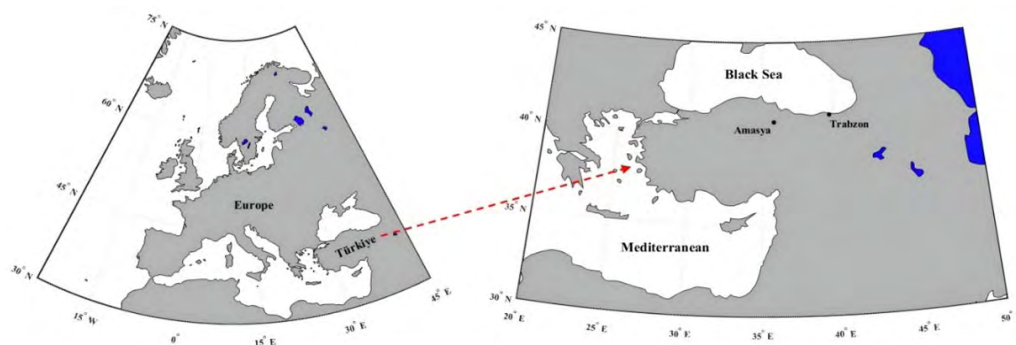 75° N
60° N
45° N
30° N
15° W
0°
15° E
30° E
45° E
Europe
Türkiye
45° N
40° N
35° N
30° N
20° E
25° E
30° E
35° E
40° E
45° E
50°
Black Sea
Amasya
Trabzon
Mediterranean